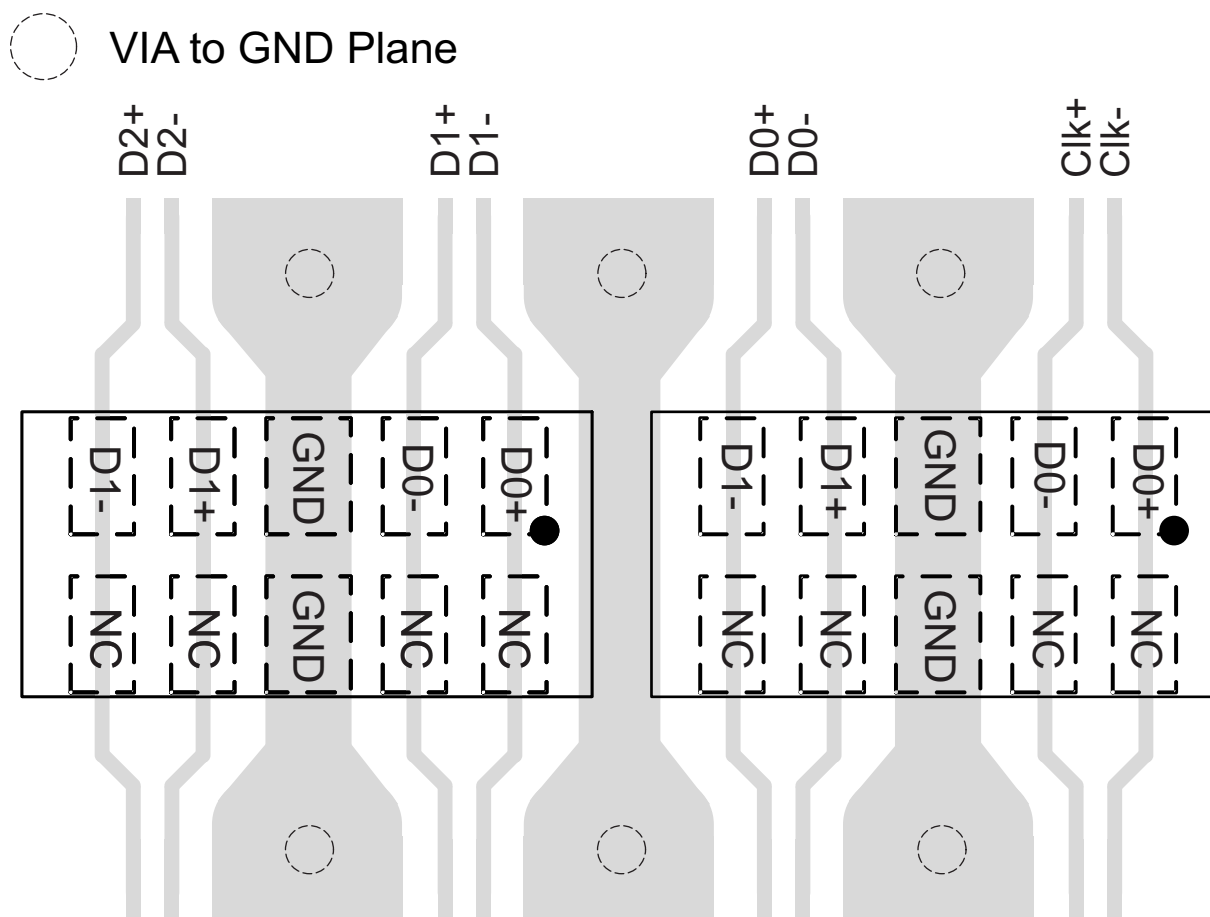 VIA to GND Plane
D2+
D2-
D1+
D1-
D0+
D0-
Clk+
Clk-
D1-
D1+
GND
D0-
D0+
D1-
D1+
GND
D0-
D0+
NC
NC
GND
NC
NC
NC
NC
GND
NC
NC